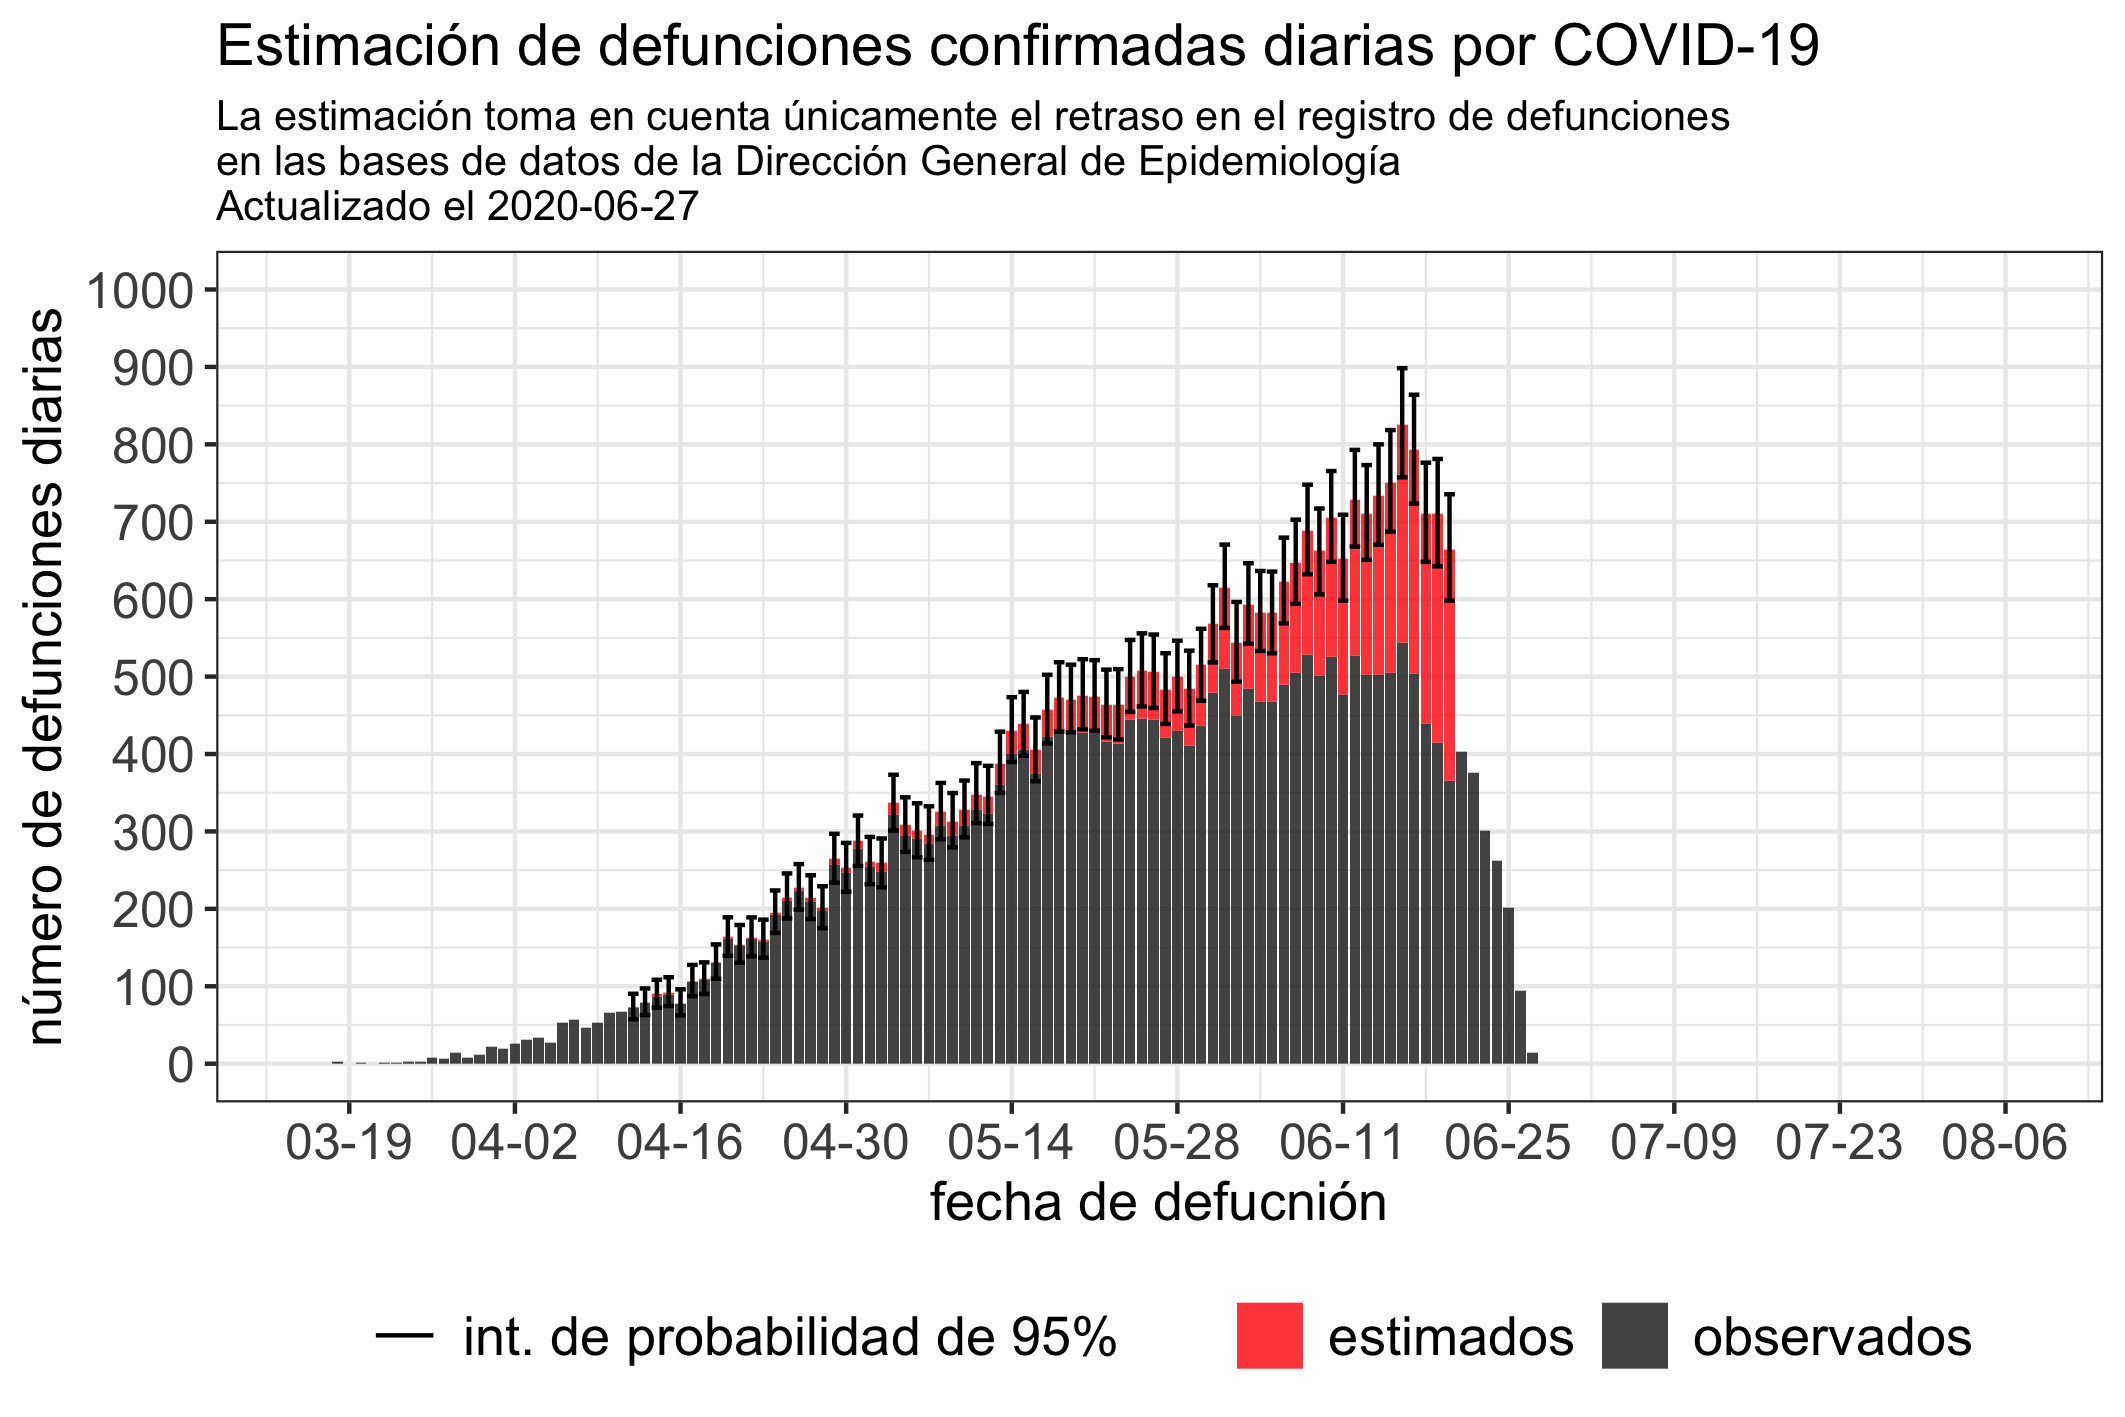 Estimación de defunciones confirmadas diarias por COVID-19
La estimación toma en cuenta únicamente el retraso en el registro de defunciones
en las bases de datos de la Dirección General de Epidemiología
Actualizado el 2020-06-27
número de defunciones diarias
1000
900
800
700
600
500
400
300
200
100
0
03-19 04-02 04-16 04-30 05-14 05-28 06-11 06-25 07-09 07-23 08-06
fecha de defucnión
int. de probabilidad de 95% estimados observados